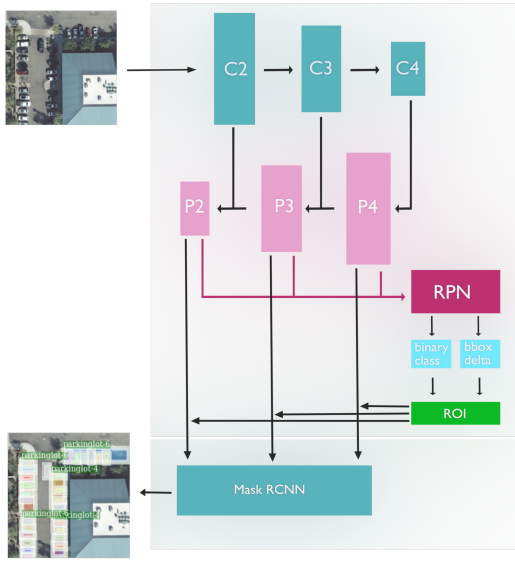 C2
C3
C4
P2
P3
P4
RPN
binary
class
bbox
delta
ROI
parkinglot-6
parkinglot-4
Mask RCNN